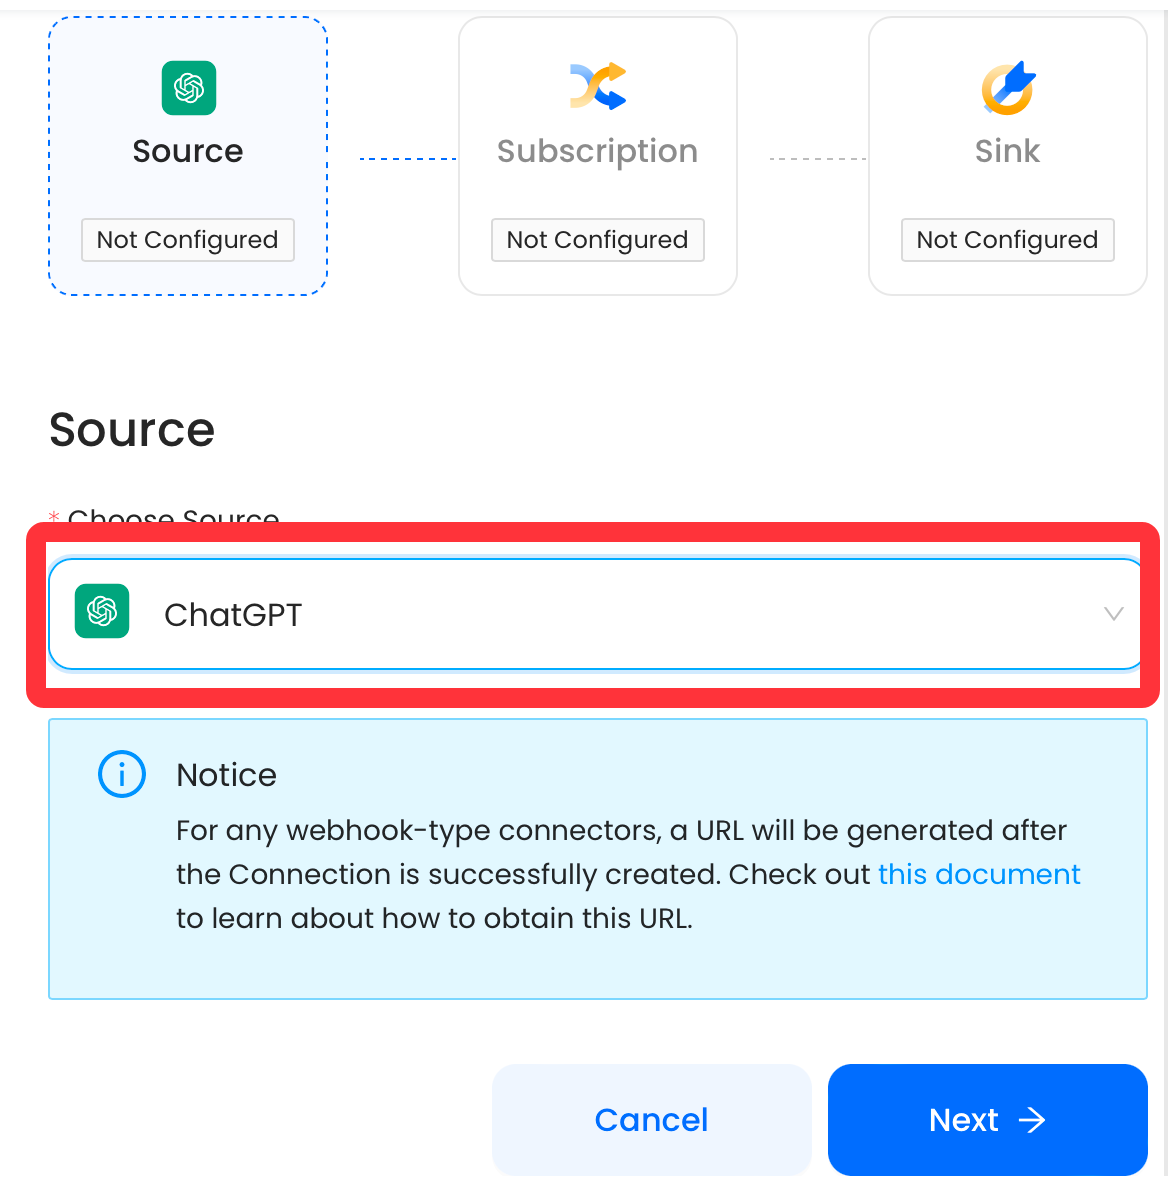 Source
Subscription
Sink
Not Configured
Not Configured
Not Configured
Source
* Choose Source
ChatGPT
Notice
For any webhook-type connectors, a URL will be generated after
the Connection is successfully created. Check out this document
to learn about how to obtain this URL.
Cancel
Next